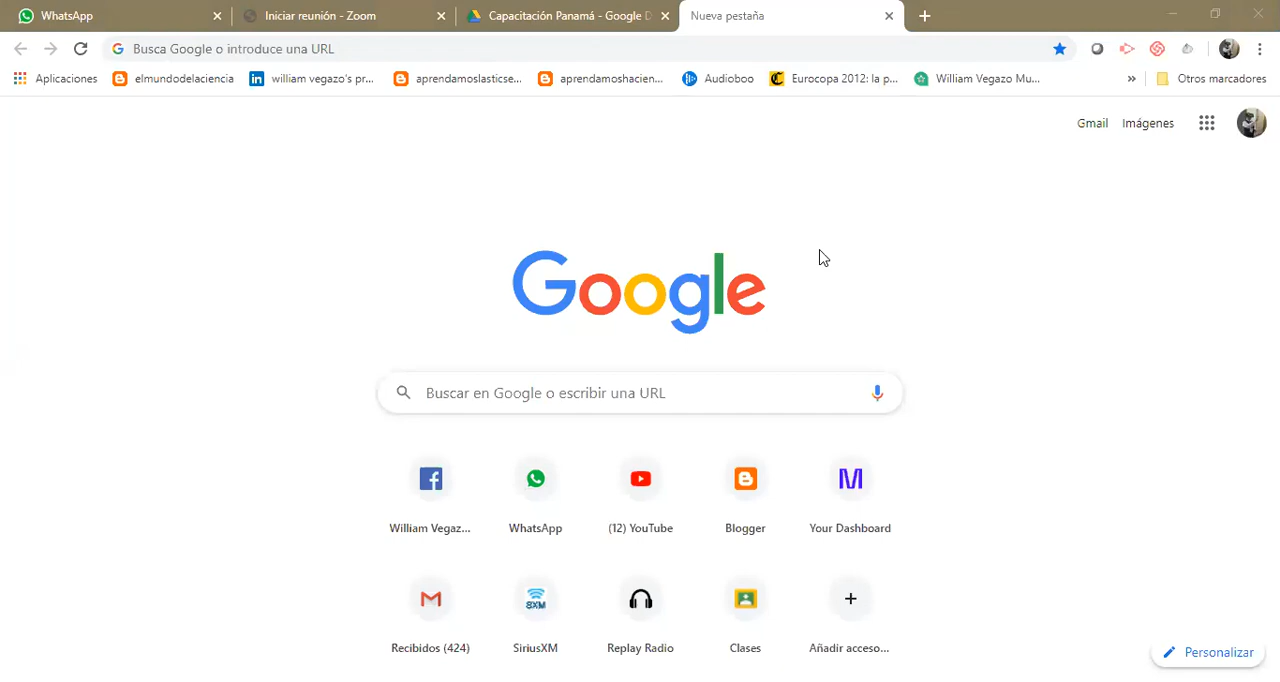 WhatsApp
Iniciar reunión - Zoom
Capacitación Panamá - Google D
Nueva pestaña
Busca Google o introduce una URL
Aplicaciones
elmundodelaciencia
william vegazo's pr...
aprendamoslasticse...
aprendamoshacien...
Audioboo
Eurocopa 2012: la p...
William Vegazo Mu...
»
Otros marcadores
Gmail
Imágenes
Google
Buscar en Google o escribir una URL
William Vegaz...
WhatsApp
(12) YouTube
Blogger
Your Dashboard
SXM
Recibidos (424)
SiriusXM
Replay Radio
Clases
Añadir acceso...
Personalizar